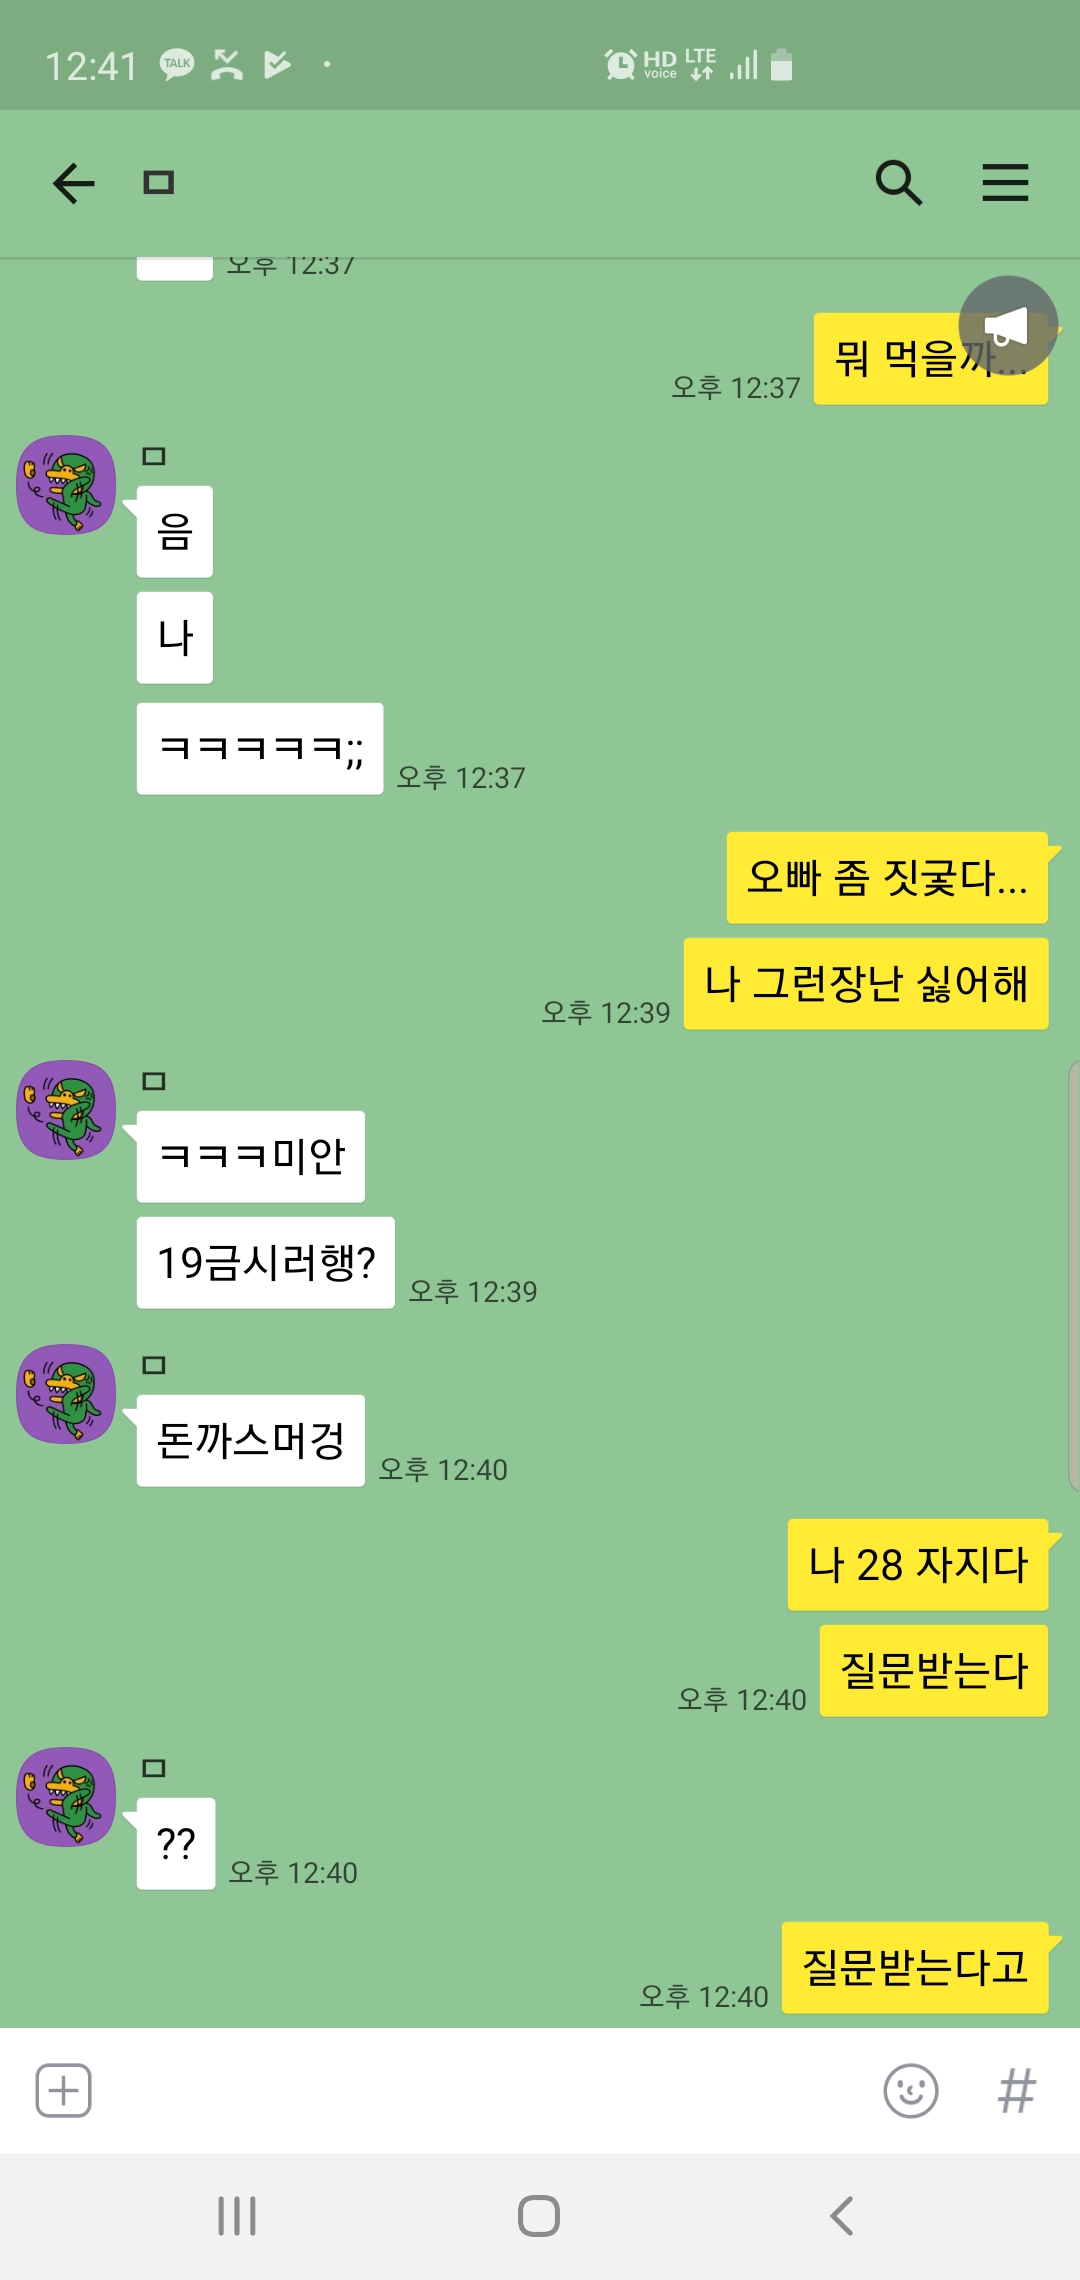 12:41
TALK
HD voice LTE
ㅁ
오후 12:37
뭐 먹을까...
오후 12:37
ㅁ
음
나
ㅋㅋㅋㅋㅋ;;
오후 12:37
오빠 좀 짓궂다...
나 그런장난 싫어해
오후 12:39
ㅁ
ㅋㅋㅋ미안
19금시러행?
오후 12:39
ㅁ
돈까스머겅
오후 12:40
나 28 자지다
질문받는다
오후 12:40
ㅁ
??
오후 12:40
질문받는다고
오후 12:40
#